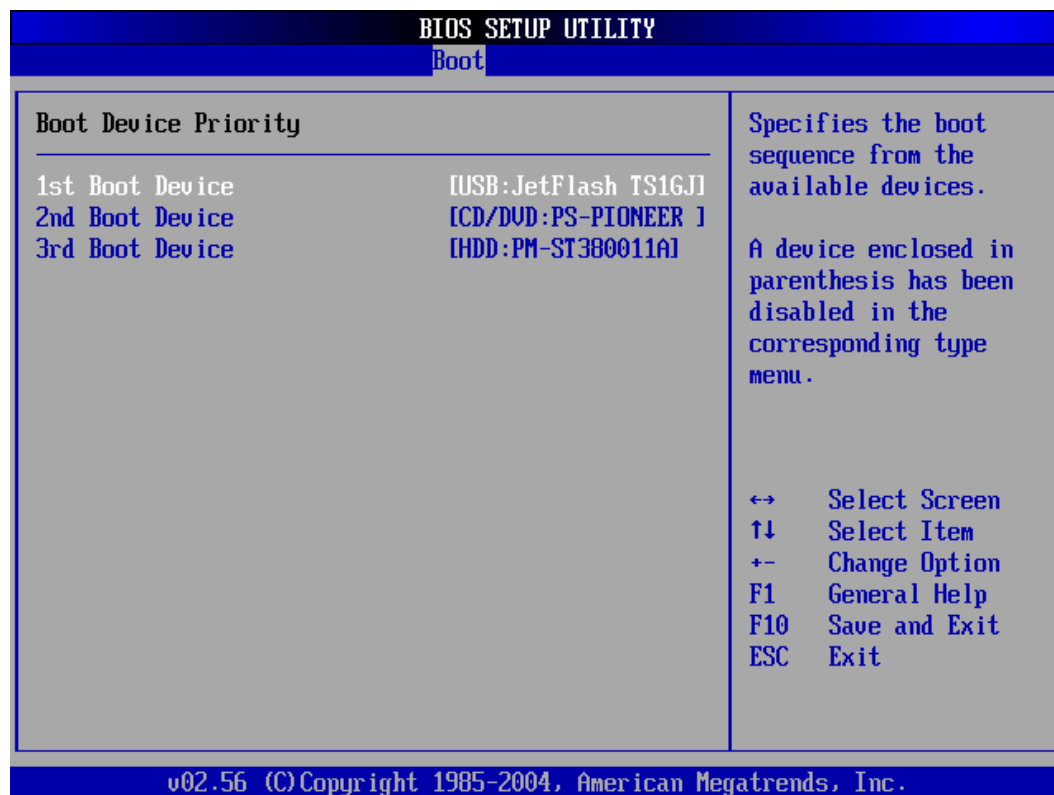 BIOS SETUP UTILITY
Boot
Boot Device Priority
1st Boot Device [USB:JetFlash TS1GJ]
2nd Boot Device [CD/DVD:PS-PIONEER ]
3rd Boot Device [HDD:PM-ST380011A]
Specifies the boot
sequence from the
available devices.
A device enclosed in
parenthesis has been
disabled in the
corresponding type
menu.
←→ Select Screen
↑↓ Select Item
+- Change Option
F1 General Help
F10 Save and Exit
ESC Exit
v02.56 (C)Copyright 1985-2004, American Megatrends, Inc.